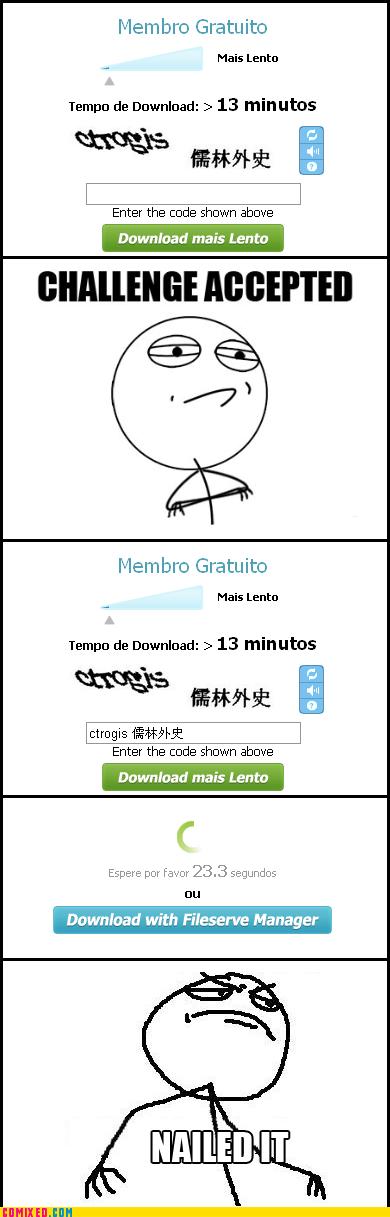 Membro Gratuito
Mais Lento
Tempo de Download: > 13 minutos
ctrogis 儒林外史
Enter the code shown above
Download mais Lento
CHALLENGE ACCEPTED
Membro Gratuito
Mais Lento
Tempo de Download: > 13 minutos
ctrogis 儒林外史
ctrogis 儒林外史
Enter the code shown above
Download mais Lento
Espere por favor 23.3 segundos
ou
Download with Fileserve Manager
NAILED IT
COMIXED.COM